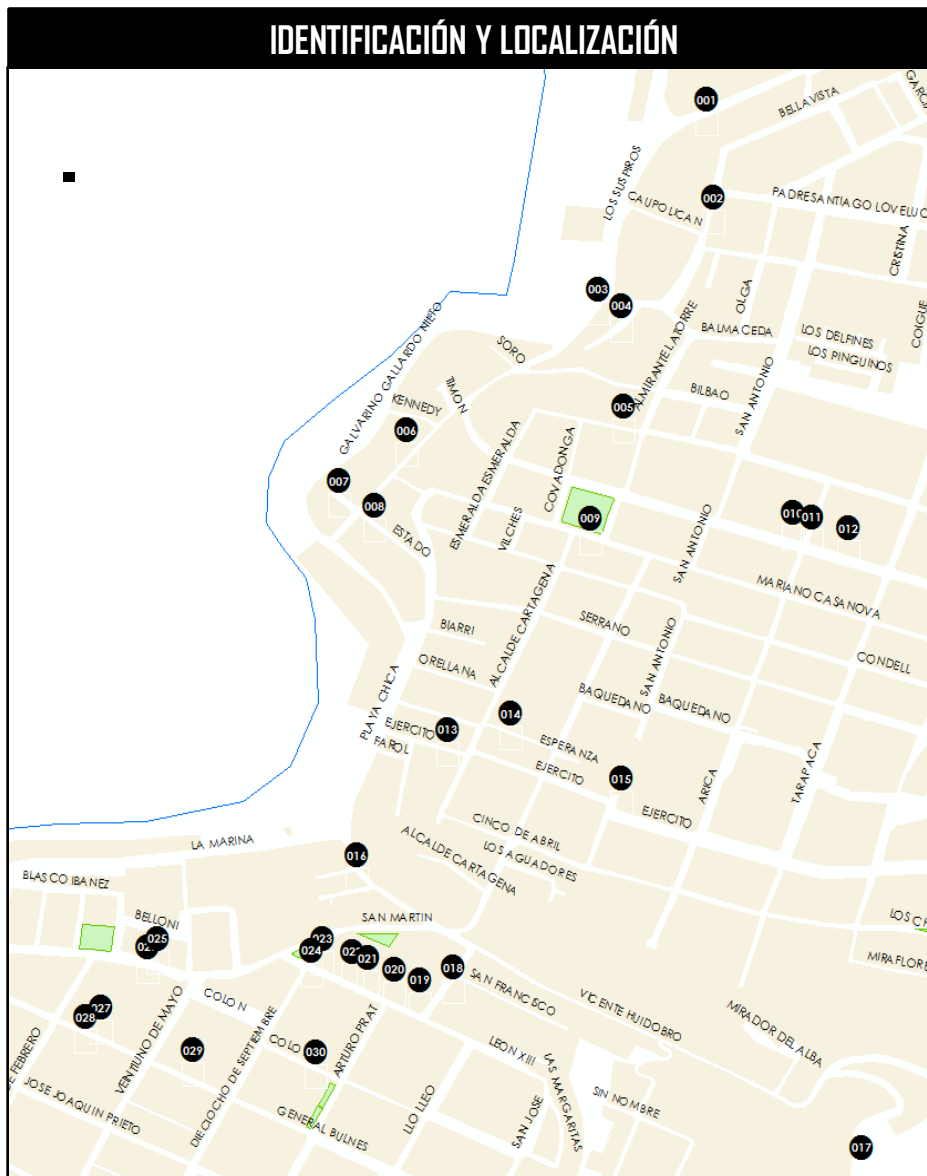 IDENTIFICACIÓN Y LOCALIZACIÓN
001
BELLAVISTA
LOS SUSPIROS
002
CAUPOLICAN
PADRE SANTIAGO LOVELUC
CRISTINA
003
004
OLGA
COIGUE
GALVARINO GALLARDO NIETO
SORO
ALMIRANTE LATORRE
BALMACEDA
LOS DELFINES
LOS PINGUINOS
TIMON
KENNEDY
005
BILBAO
SAN ANTONIO
006
ESMERALDA ESMERALDA
COVADONGA
007
008
ESTADO
VILCHES
009
SAN ANTONIO
010
011
012
MARIANO CASANOVA
ALCALDE CARTAGENA
BIARRI
SERRANO
SAN ANTONIO
CONDELL
ORELLANA
PLAYA CHICA
BAQUEDANO
BAQUEDANO
EJERCITO
013
014
FAROL
ESPERANZA
EJERCITO
015
ARICA
TARAPACA
EJERCITO
LA MARINA
016
CINCO DE ABRIL
ALCALDE CARTAGENA
LOS AGUADORES
BLASCO IBANEZ
BELLONI
025
SAN MARTIN
LOS CH
023
024
021
020
019
018
SAN FRANCISCO
MIRAFLORE
VICENTE HUIDOBRO
MIRADOR DEL ALBA
027
028
VEINTIUNO DE MAYO
COLON
DIECIOCHO DE SEPTIEMBRE
COLO
029
030
ARTURO PRAT
LEON XIII
LAS MARGARITAS
E FEBRERO
JOSE JOAQUIN PRIETO
GENERAL BULNES
LLO LLEO
SAN JOSE
SIN NOMBRE
017